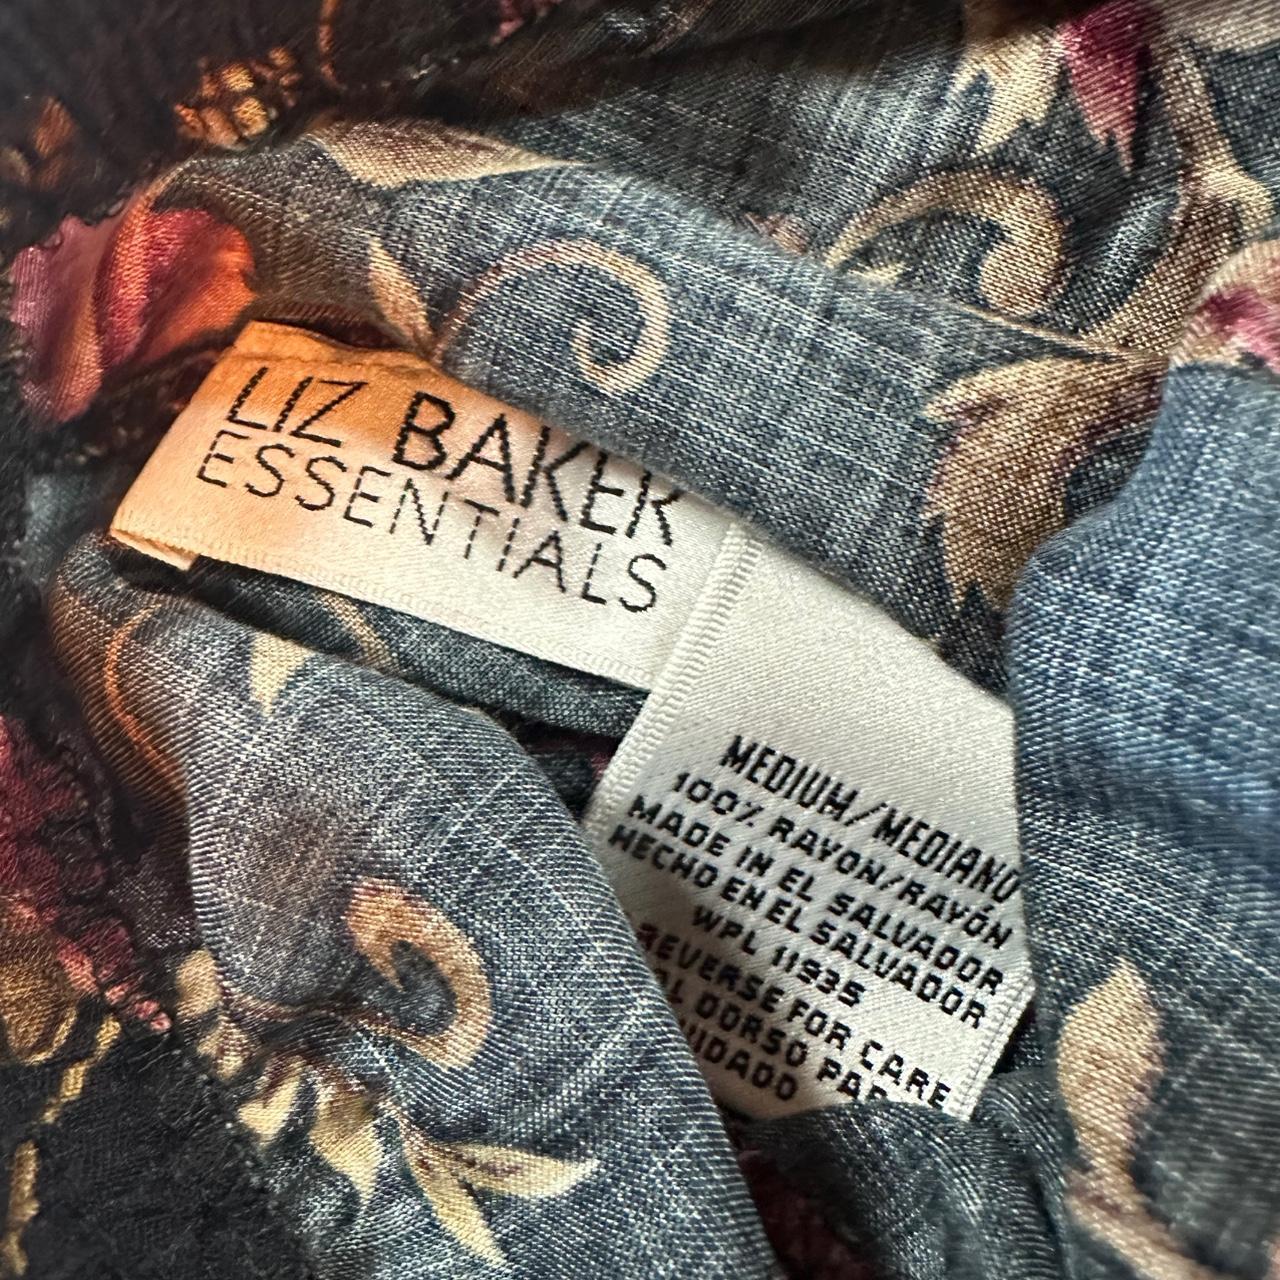 LIZ BAKER
ESSENTIALS
MEDIUM/MEDIANO
100% RAYON/RAYÓN
MADE IN EL SALVADOR
HECHO EN EL SALVADOR
WPL 11935
REVERSE FOR CARE
DORSO